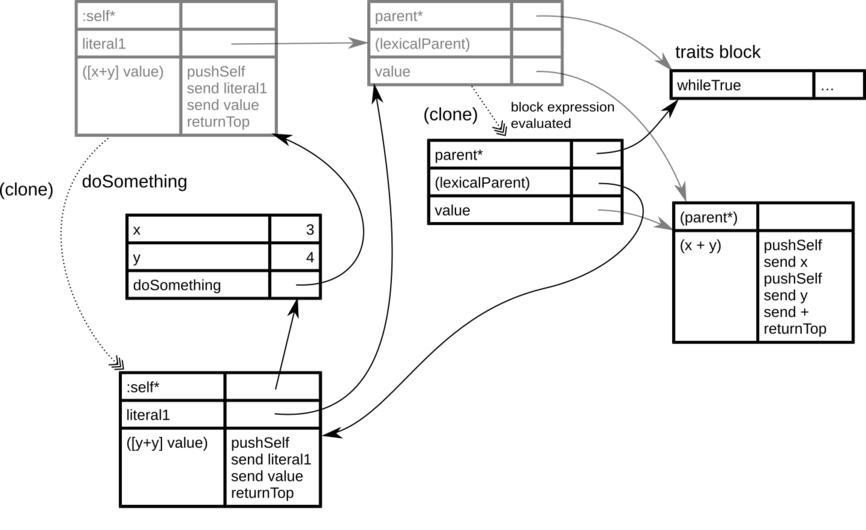 :self*
literal1
([x+y] value)
pushSelf
send literal1
send value
returnTop
parent*
(lexicalParent)
value
traits block
whileTrue
...
(clone)
block expression
evaluated
parent*
(lexicalParent)
value
(clone)
doSomething
x 3
y 4
doSomething
(parent*)
(x + y)
pushSelf
send x
pushSelf
send y
send +
returnTop
:self*
literal1
([y+y] value)
pushSelf
send literal1
send value
returnTop